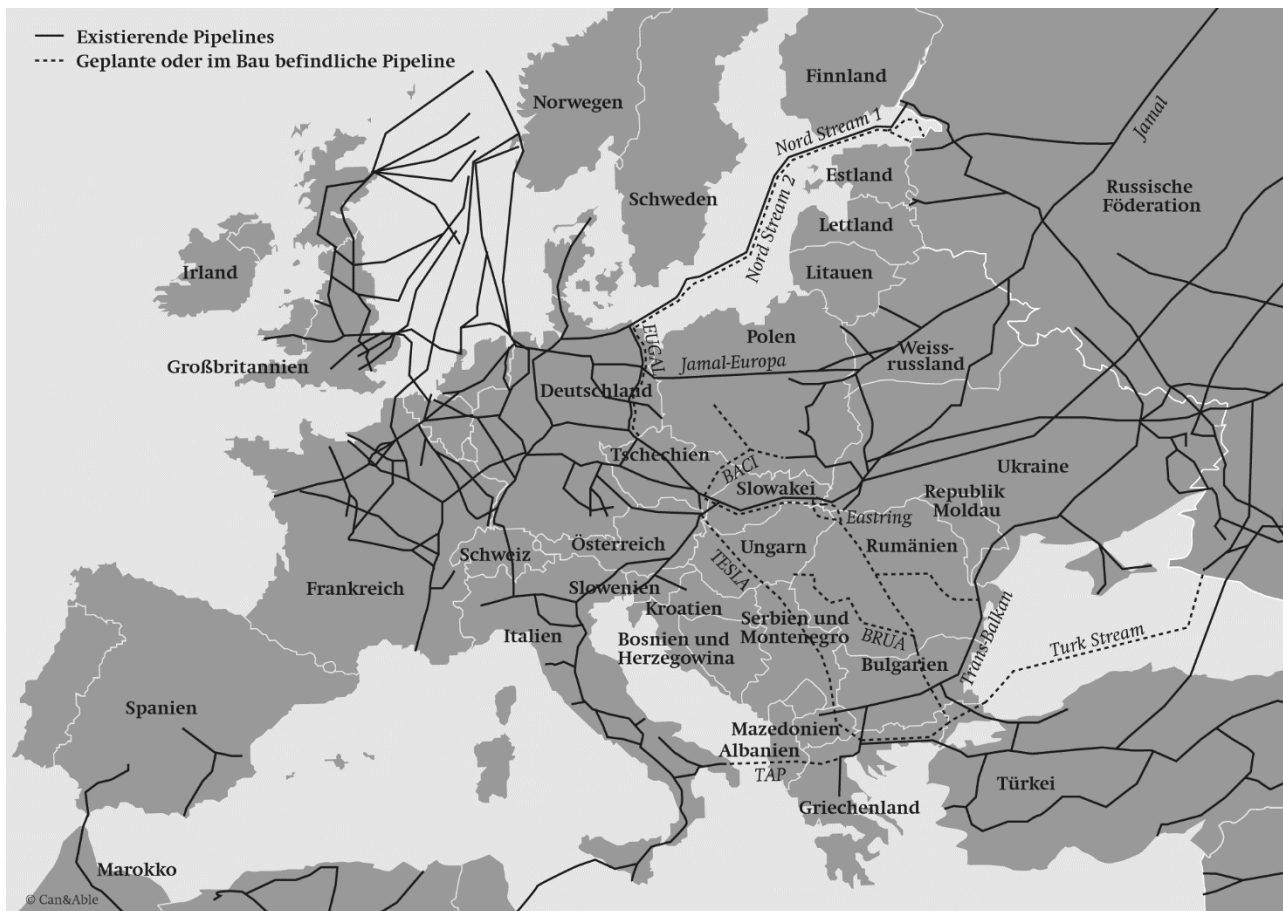 Existierende Pipelines
Geplante oder im Bau befindliche Pipeline
Finnland
Norwegen
Nord Stream 1
Jamal
Estland
Russische
Föderation
Schweden
Nord Stream 2
Lettland
Irland
Litauen
EUGAL
Polen
Jamal-Europa
Weiss-
russland
Großbritannien
Deutschland
Tschechien
BACI
Slowakei
Ukraine
Republik
Moldau
Eastring
Österreich
Ungarn
Rumänien
Schweiz
TESLA
Frankreich
Slowenien
Kroatien
Serbien und
Montenegro
Italien
Bosnien und
Herzegowina
BRUA
Bulgarien
Trans-Balkan
Turk Stream
Spanien
Mazedonien
Albanien
TAP
Türkei
Griechenland
Marokko
© Can&Able